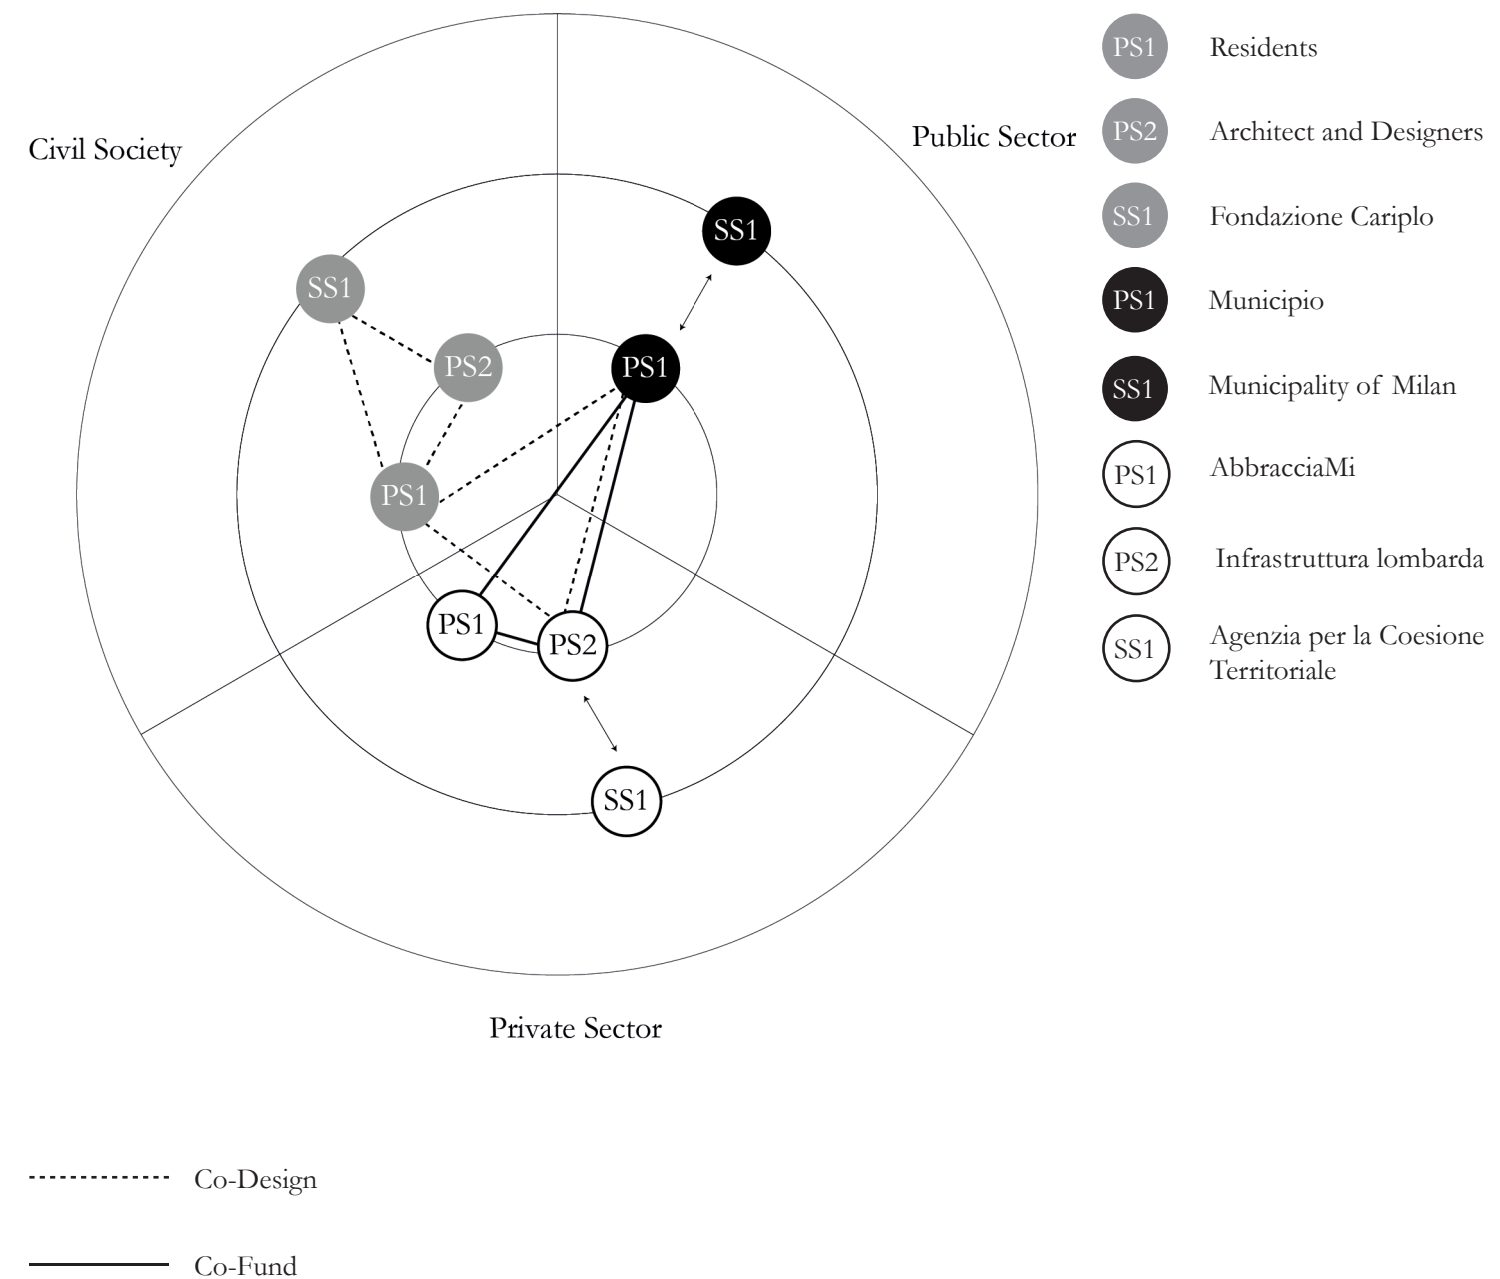 PS1 Residents
Civil Society
Public Sector
PS2 Architect and Designers
SS1 Fondazione Cariplo
SS1
SS1
PS1 Municipio
PS2
PS1
SS1 Municipality of Milan
PS1
PS1 AbbracciaMi
PS2 Infrastruttura lombarda
PS1
PS2
SS1 Agenzia per la Coesione
Territoriale
SS1
Private Sector
Co-Design
Co-Fund